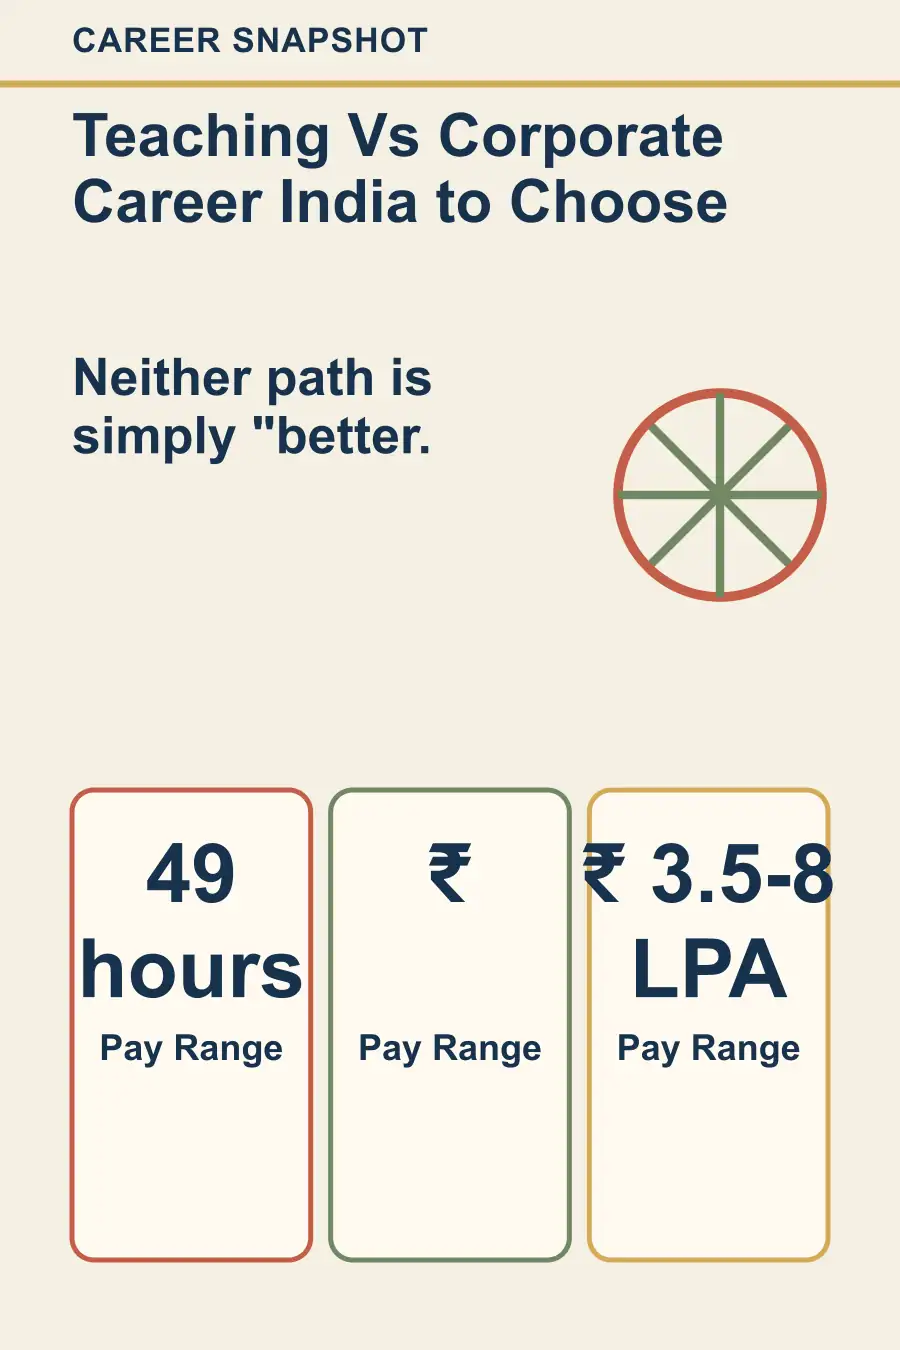 CAREER SNAPSHOT
Teaching Vs Corporate
Career India to Choose
Neither path is
simply "better.
49
hours
Pay Range
₹
Pay Range
₹ 3.5-8
LPA
Pay Range